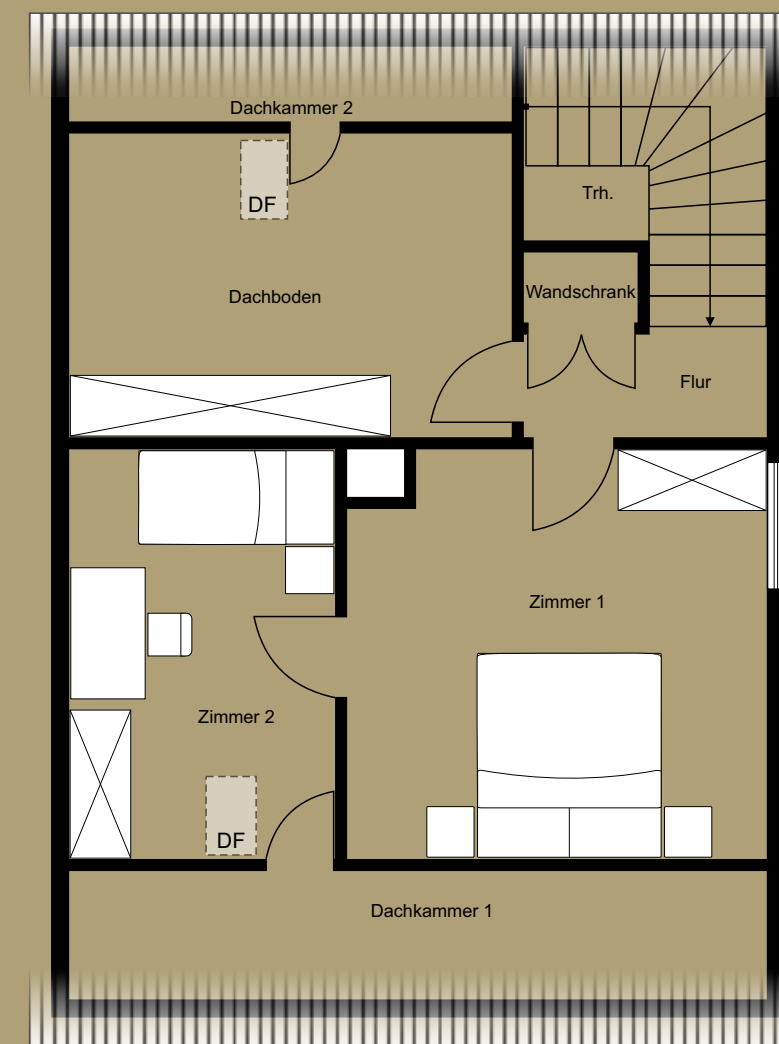 Dachkammer 2
Trh.
DF
Wandschrank
Dachboden
Flur
Zimmer 1
Zimmer 2
DF
Dachkammer 1